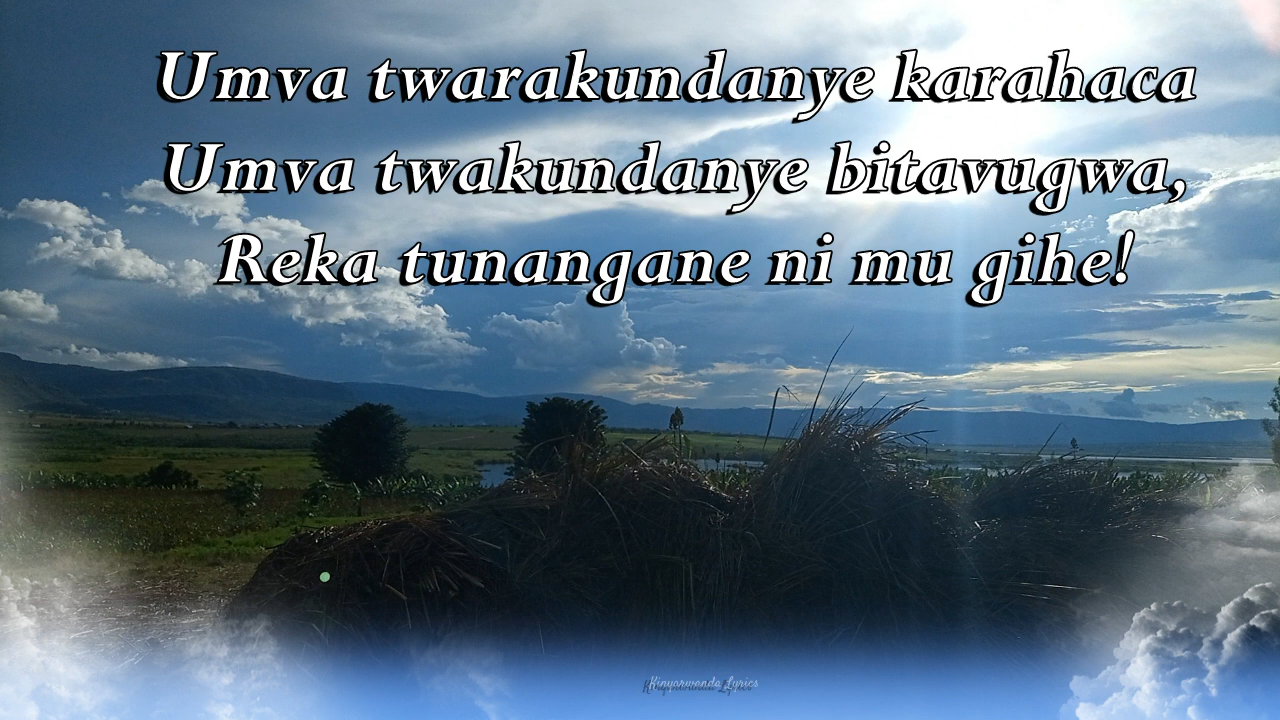 Umva twarakundanye karahaca
Umva twakundanye bitavugwa,
Reka tunangane ni mu gihe!
Kinyarwanda Lyrics